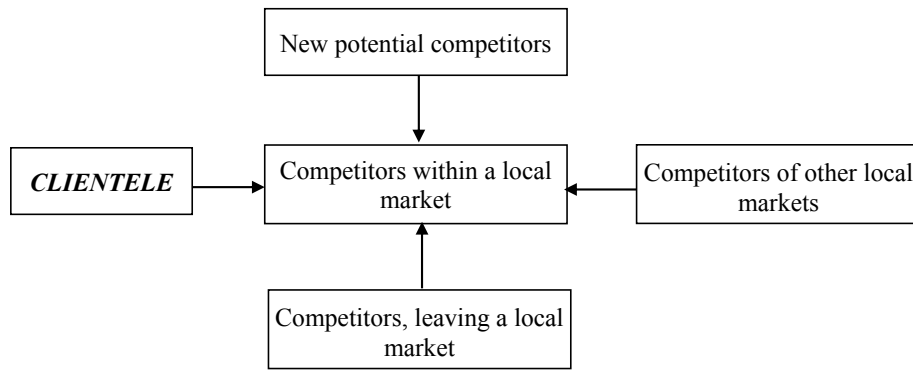 New potential competitors
CLIENTELE
Competitors within a local
market
Competitors of other local
markets
Competitors, leaving a local
market